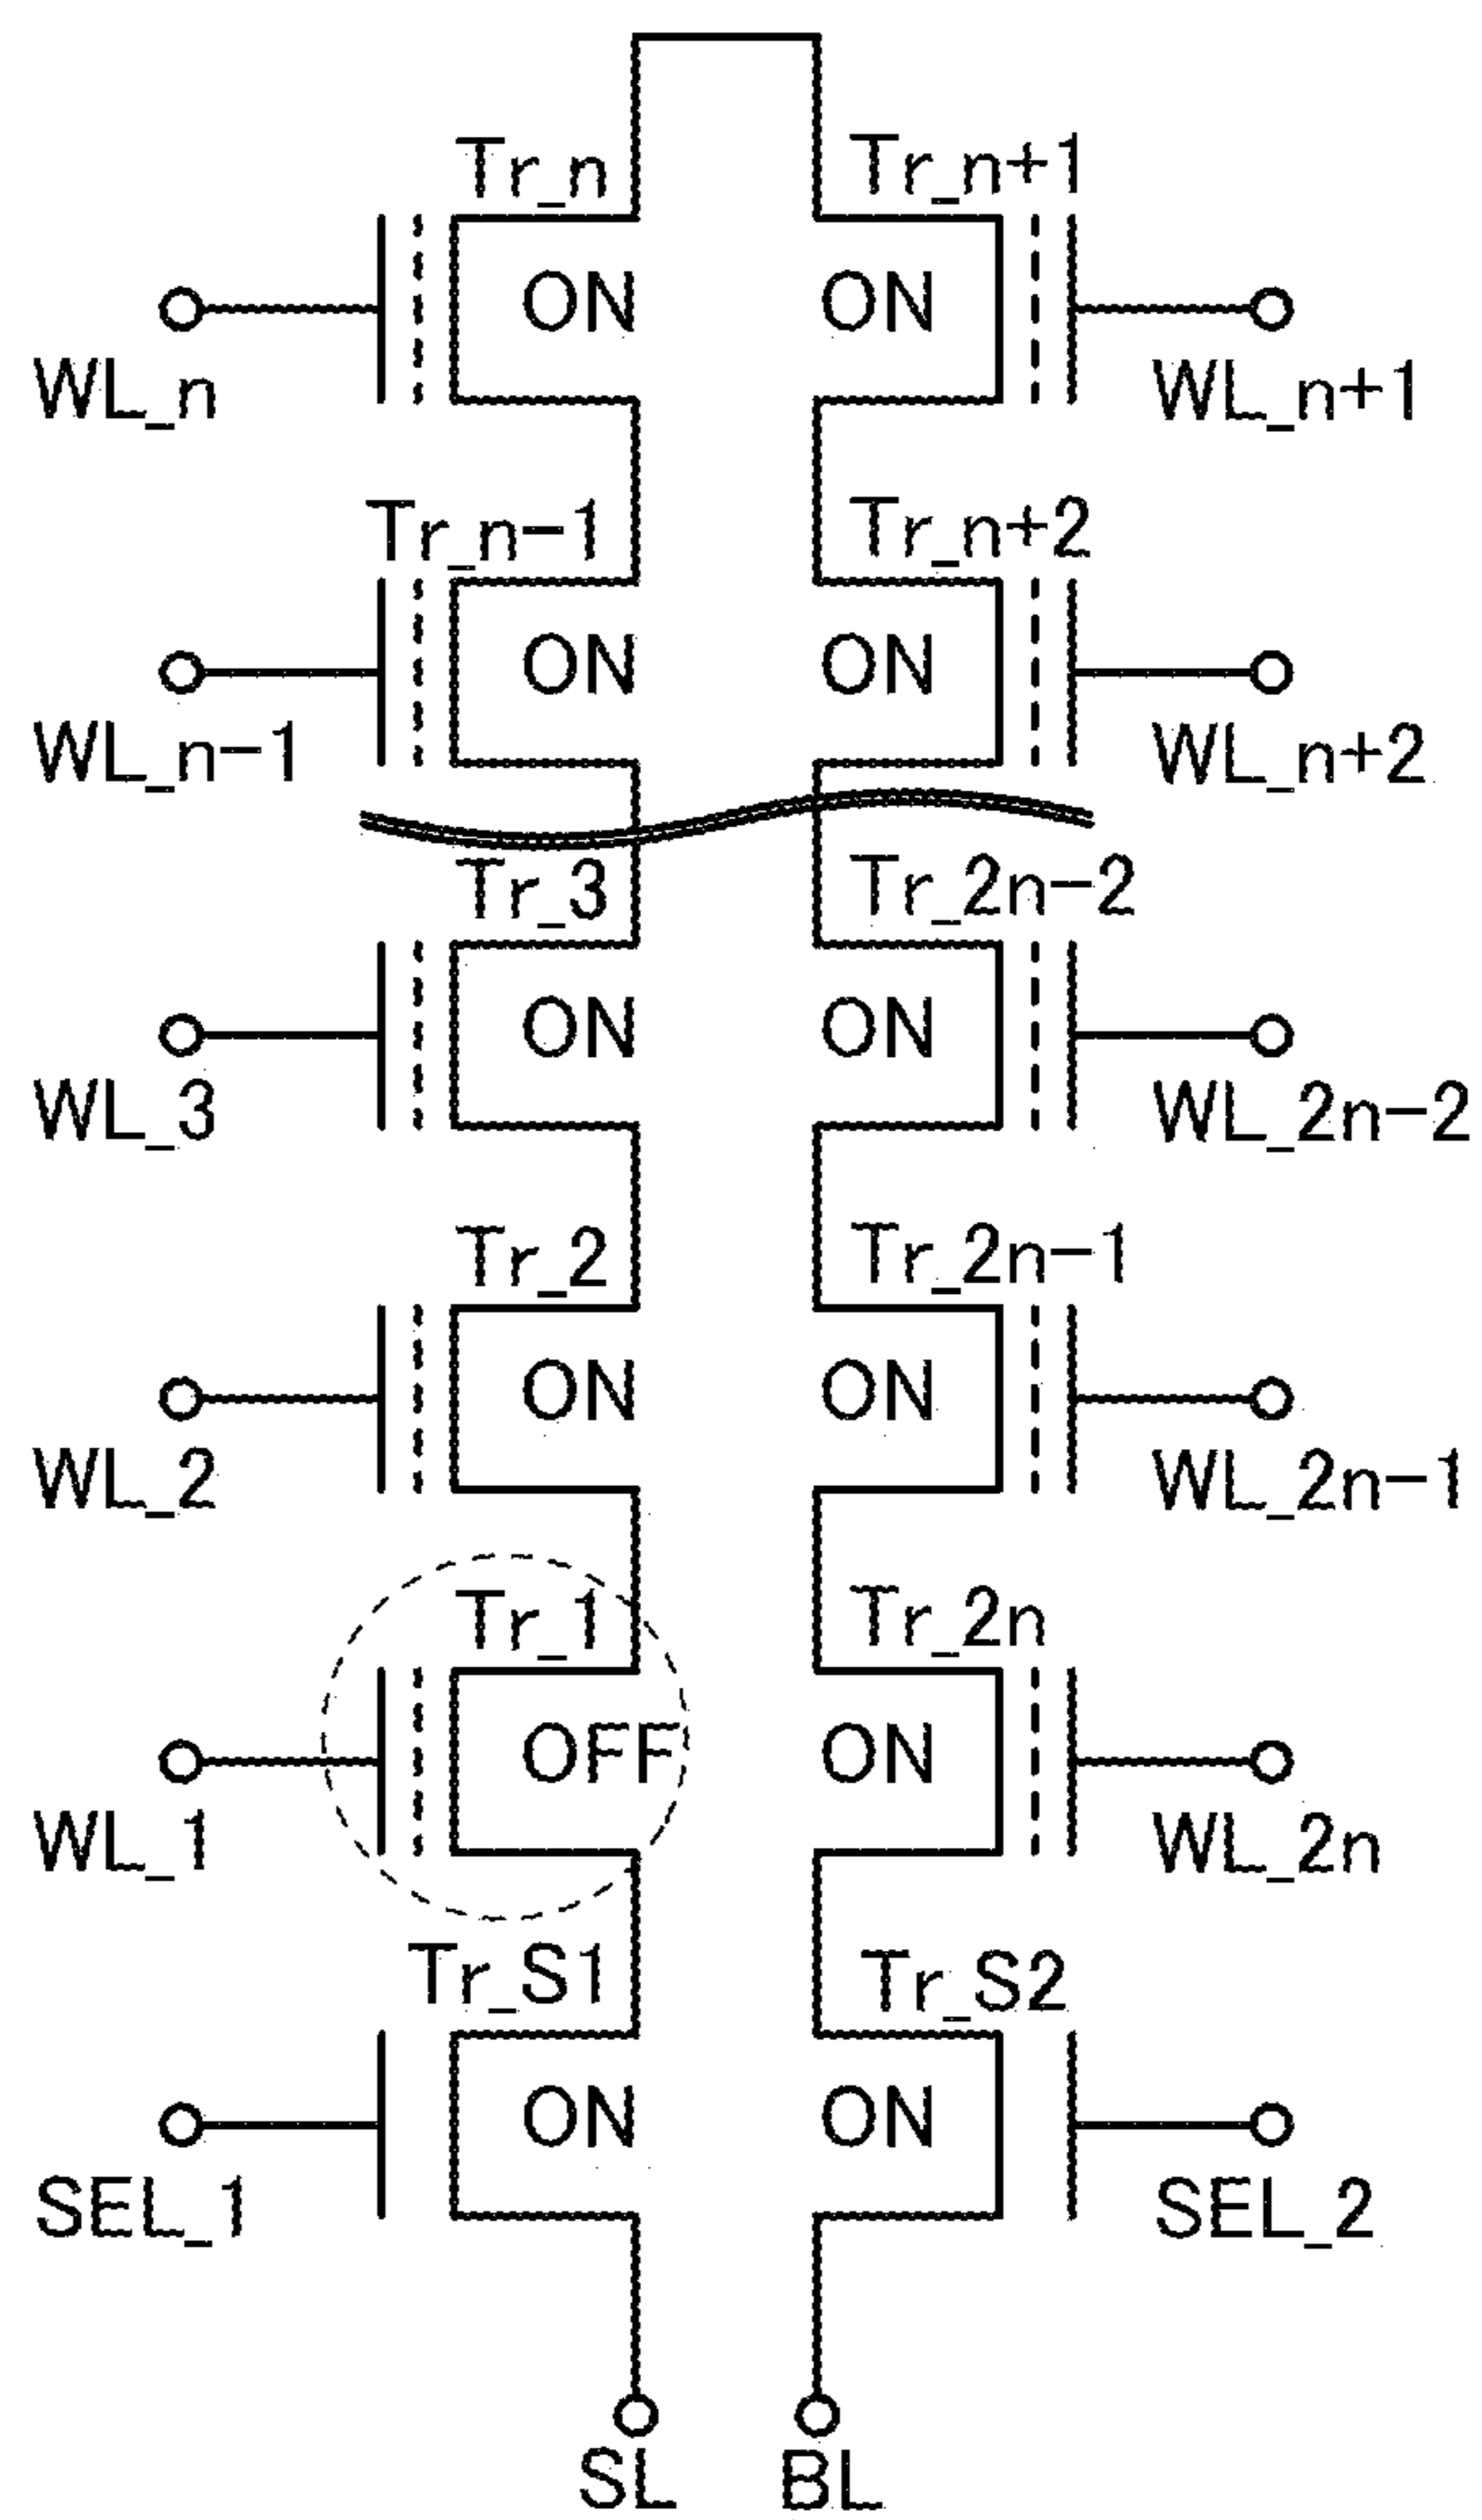 Tr_n Tr_n+1
ON ON
WL_n WL_n+1
Tr_n-1 Tr_n+2
ON ON
WL_n-1 WL_n+2
Tr_3 Tr_2n-2
ON ON
WL_3 WL_2n-2
Tr_2 Tr_2n-1
ON ON
WL_2 WL_2n-1
Tr_1 Tr_2n
OFF ON
WL_1 WL_2n
Tr_S1 Tr_S2
ON ON
SEL_1 SEL_2
SL BL